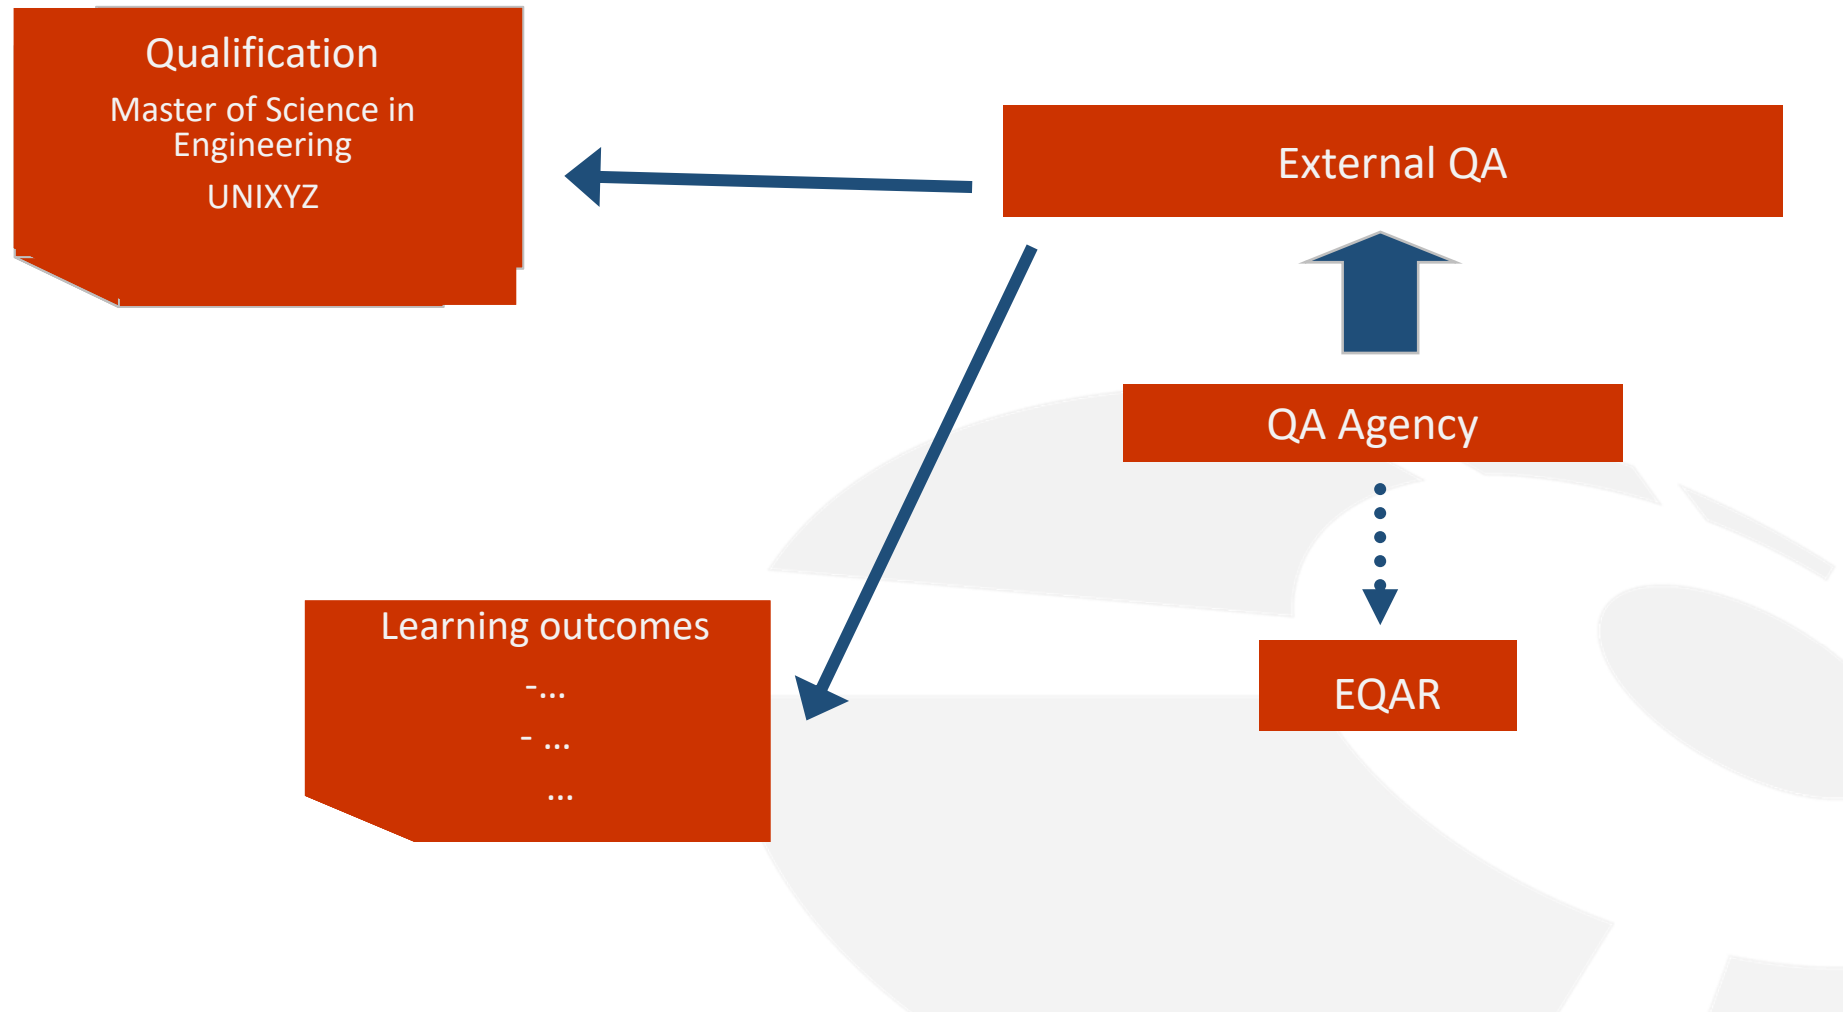 Qualification
Master of Science in
Engineering
UNIXYZ
External QA
QA Agency
Learning outcomes
-...
- ...
...
EQAR